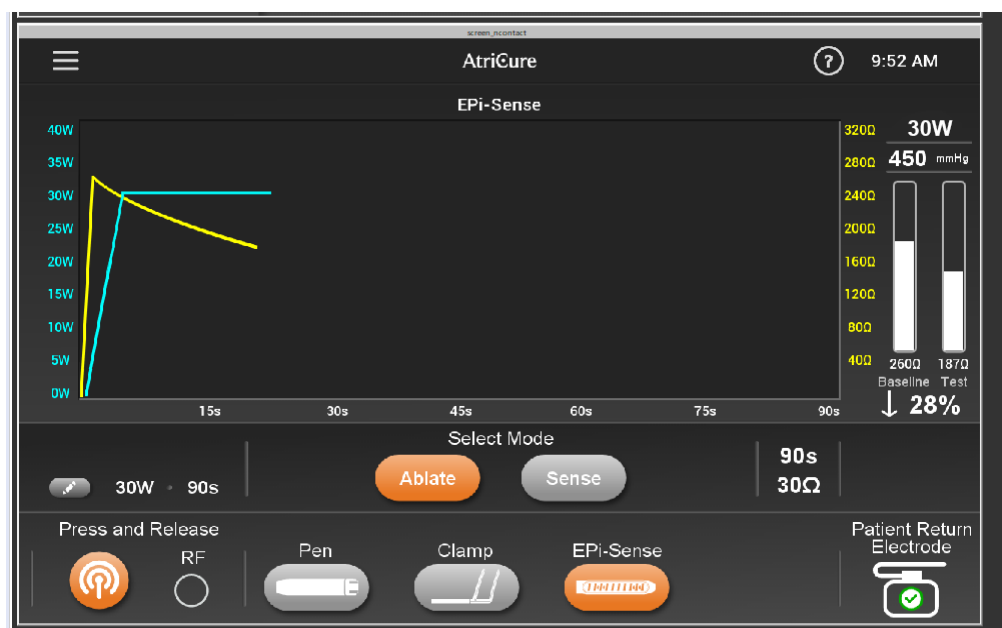 screen_ncontact
AtriCure
? 9:52 AM
EPi-Sense
40W
35W
30W
25W
20W
15W
10W
5W
0W
15s 30s 45s 60s 75s 90s
320Ω
280Ω
240Ω
200Ω
160Ω
120Ω
80Ω
40Ω
30W
450 mmHg
260Ω 187Ω
Baseline Test
↓ 28%
Select Mode
Ablate Sense
30W - 90s
90s
30Ω
Press and Release
RF
Pen
Clamp
EPi-Sense
Patient Return
Electrode